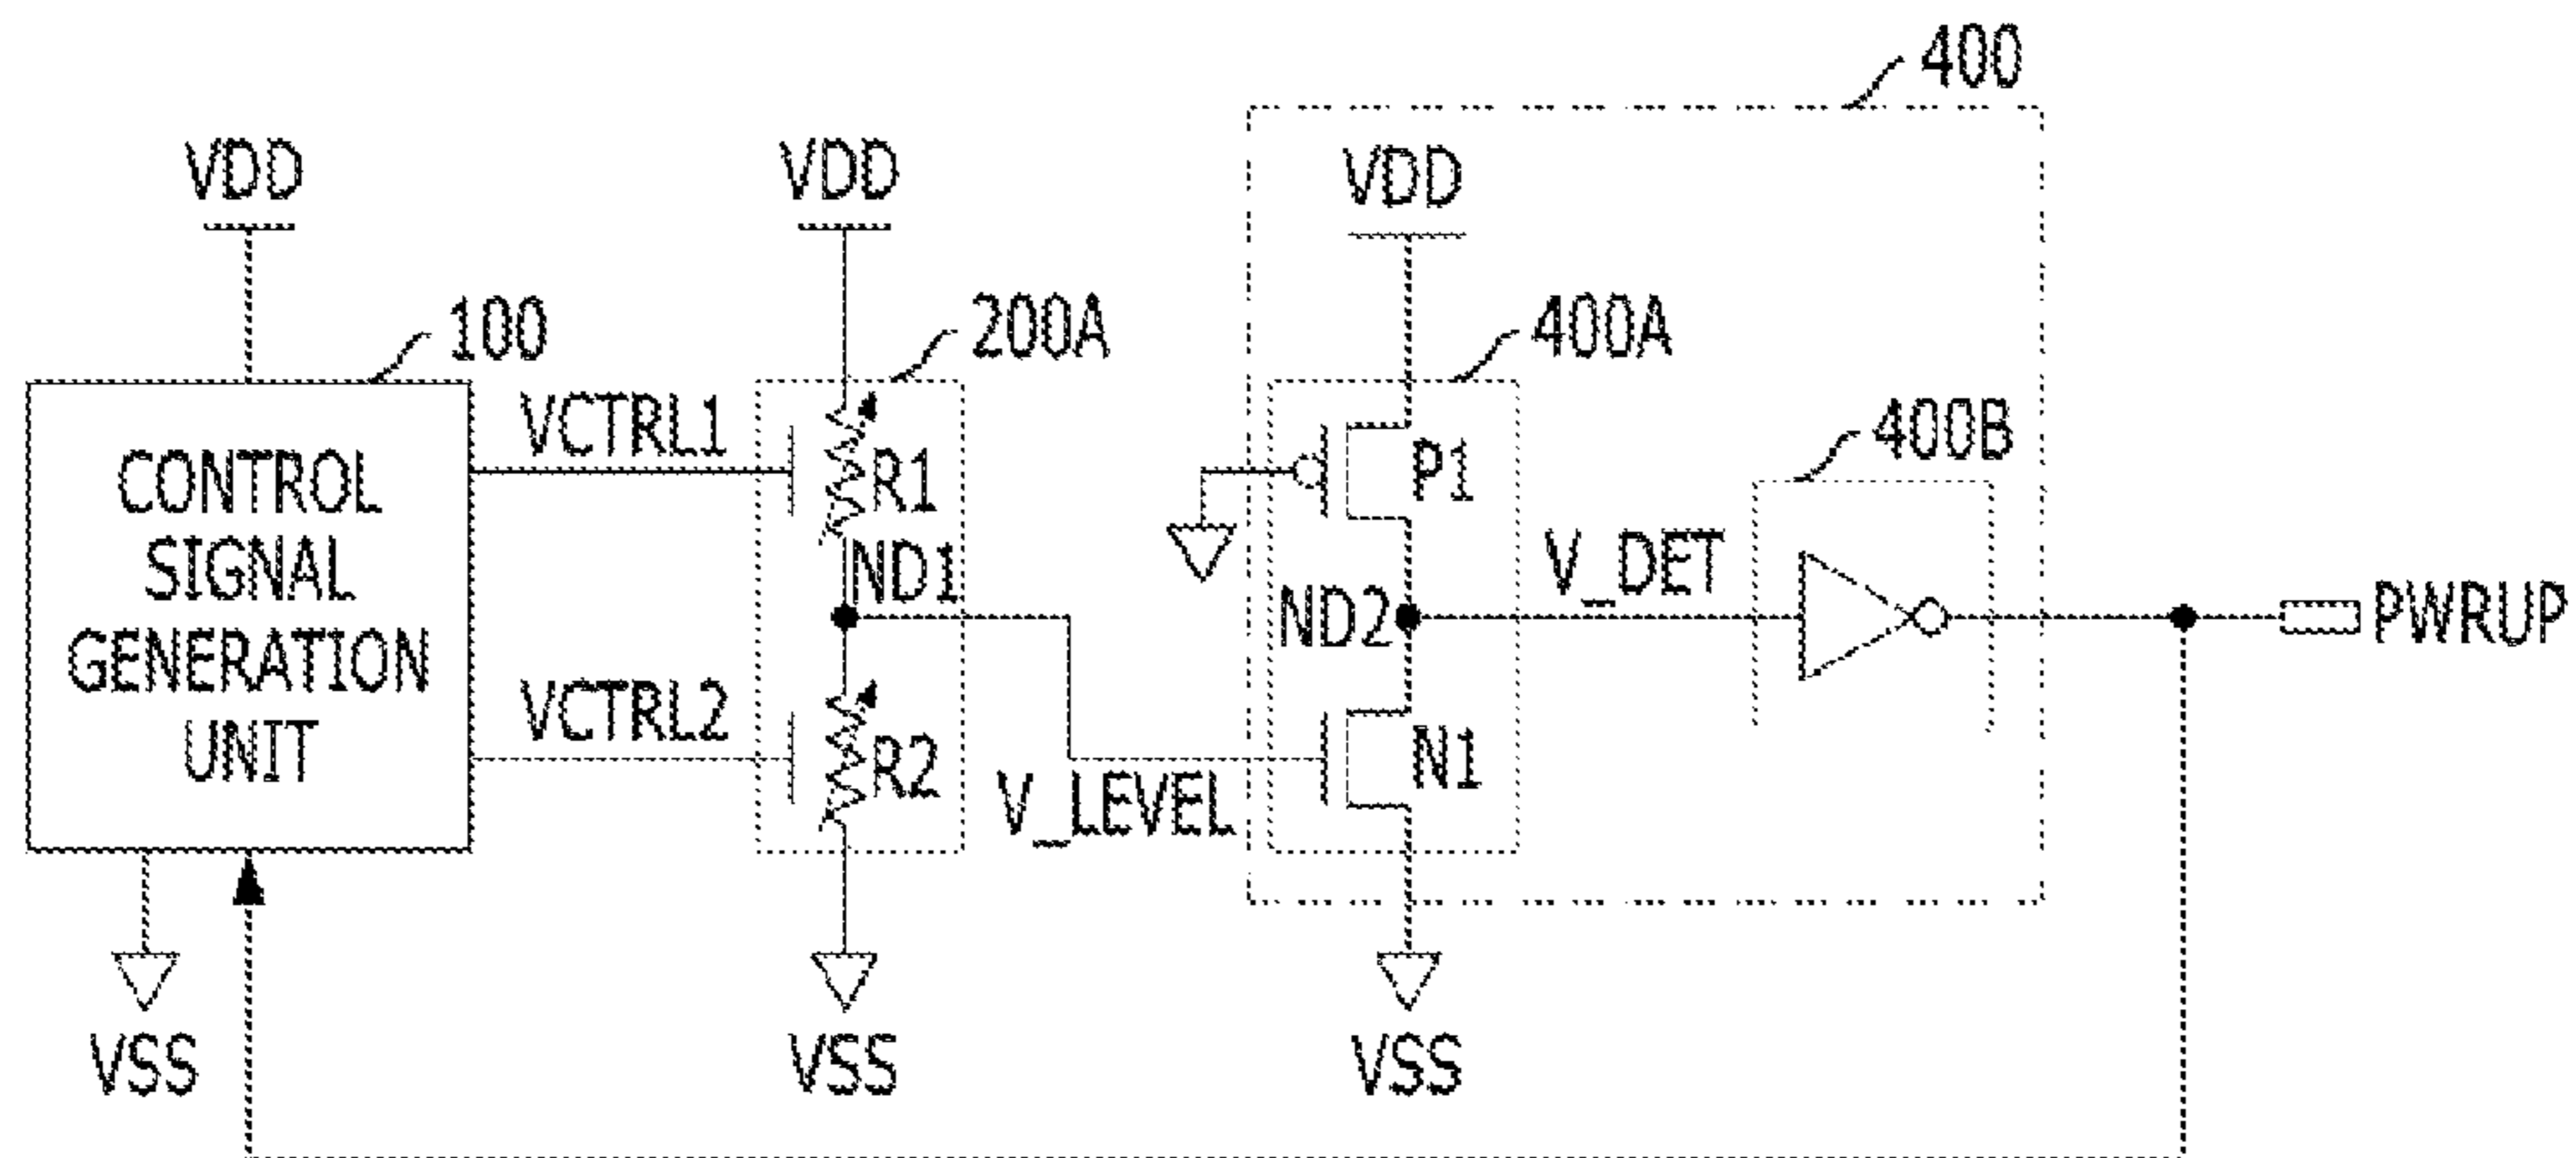 400
VDD
VDD
VDD
100
200A
400A
VCTRL1
400B
CONTROL
SIGNAL
GENERATION
UNIT
R1
P1
ND1
V_DET
ND2
PWRUP
VCTRL2
R2
N1
V_LEVEL
VSS
VSS
VSS